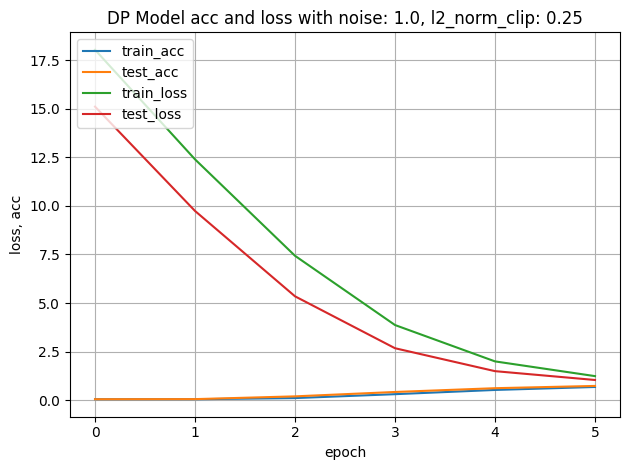 DP Model acc and loss with noise: 1.0, l2_norm_clip: 0.25
train_acc
test_acc
train_loss
test_loss
17.5
15.0
12.5
10.0
7.5
5.0
2.5
0.0
loss, acc
0 1 2 3 4 5
epoch